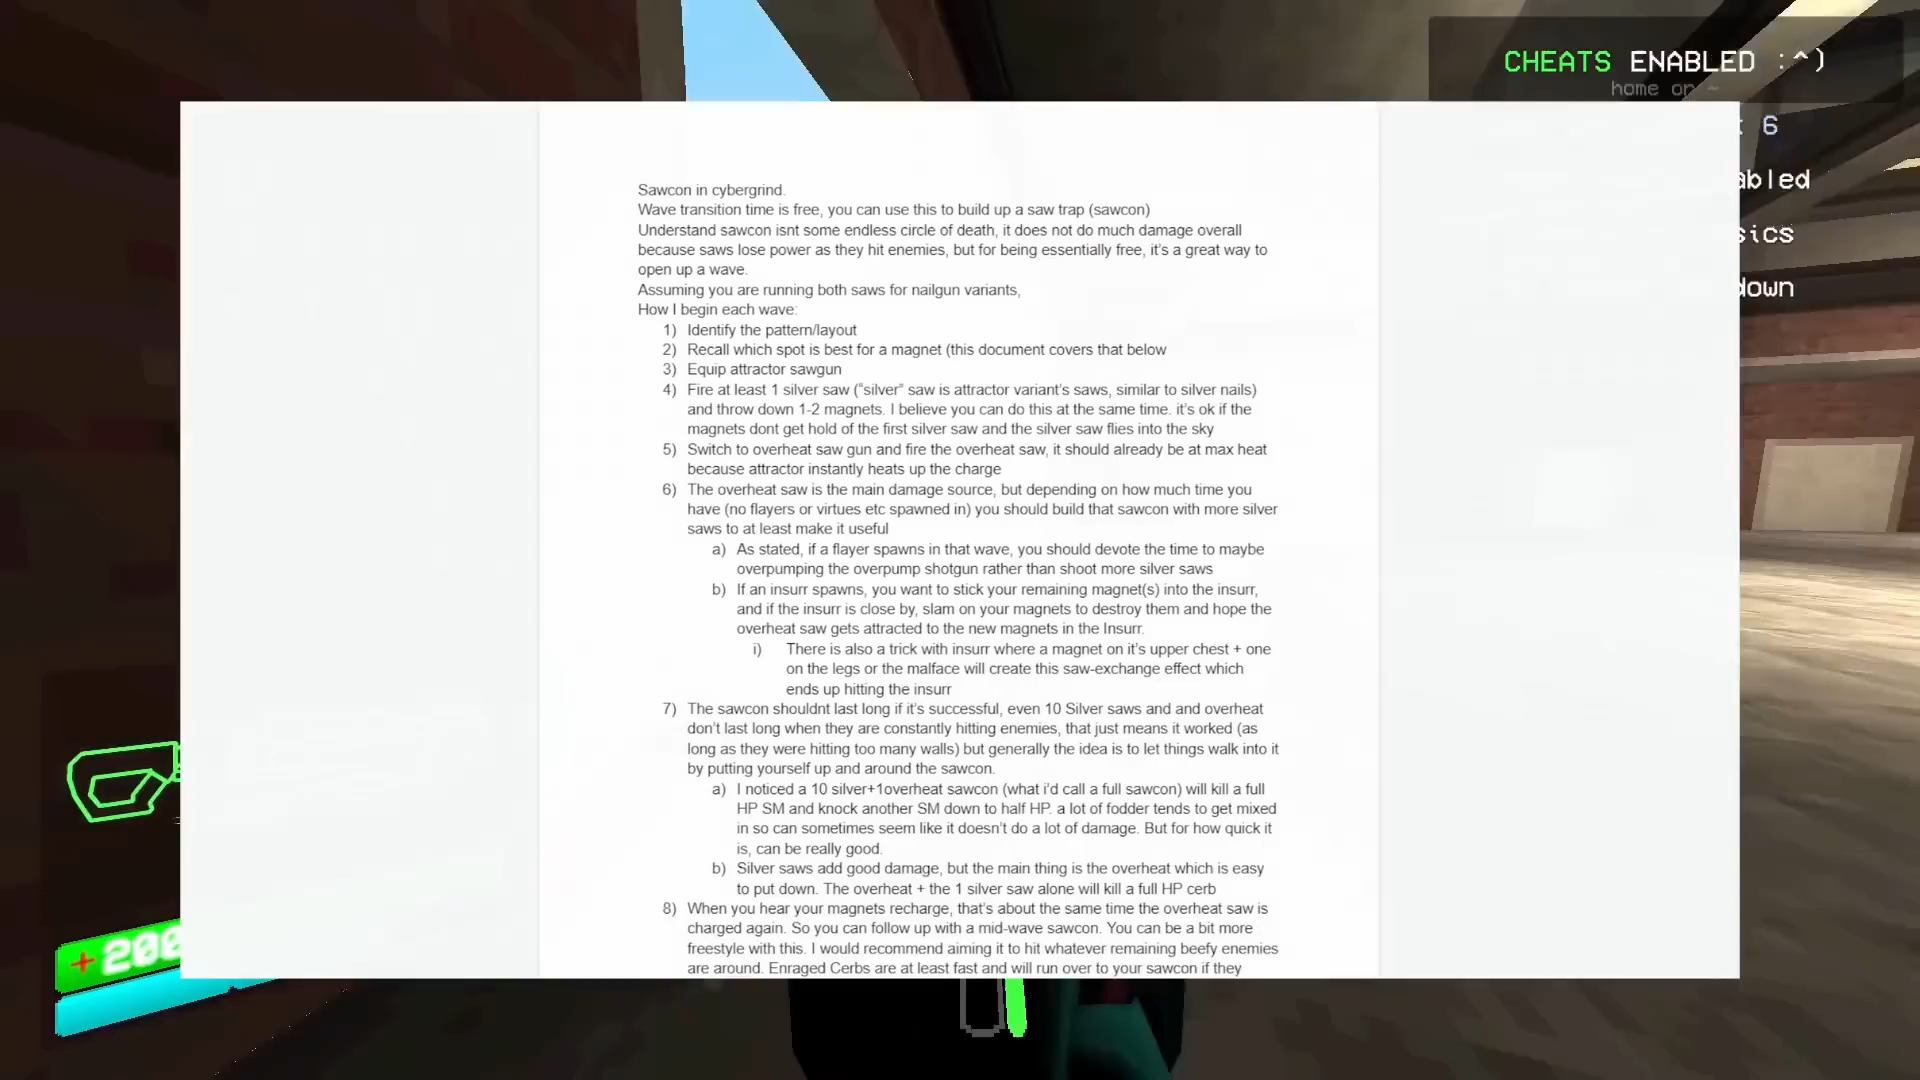 CHEATS ENABLED :^)
home or ~
: 6
abled
sics
down
Sawcon in cybergrind.
Wave transition time is free, you can use this to build up a saw trap (sawcon)
Understand sawcon isnt some endless circle of death, it does not do much damage overall
because saws lose power as they hit enemies, but for being essentially free, it's a great way to
open up a wave.
Assuming you are running both saws for nailgun variants,
How I begin each wave:
1) Identify the pattern/layout
2) Recall which spot is best for a magnet (this document covers that below
3) Equip attractor sawgun
4) Fire at least 1 silver saw (“silver” saw is attractor variant's saws, similar to silver nails)
and throw down 1-2 magnets. I believe you can do this at the same time. it's ok if the
magnets dont get hold of the first silver saw and the silver saw flies into the sky
5) Switch to overheat saw gun and fire the overheat saw, it should already be at max heat
because attractor instantly heats up the charge
6) The overheat saw is the main damage source, but depending on how much time you
have (no flayers or virtues etc spawned in) you should build that sawcon with more silver
saws to at least make it useful
a) As stated, if a flayer spawns in that wave, you should devote the time to maybe
overpumping the overpump shotgun rather than shoot more silver saws
b) If an insurr spawns, you want to stick your remaining magnet(s) into the insurr,
and if the insurr is close by, slam on your magnets to destroy them and hope the
overheat saw gets attracted to the new magnets in the Insurr.
i) There is also a trick with insurr where a magnet on it's upper chest + one
on the legs or the malface will create this saw-exchange effect which
ends up hitting the insurr
7) The sawcon shouldnt last long if it's successful, even 10 Silver saws and and overheat
don't last long when they are constantly hitting enemies, that just means it worked (as
long as they were hitting too many walls) but generally the idea is to let things walk into it
by putting yourself up and around the sawcon.
a) I noticed a 10 silver+1overheat sawcon (what i'd call a full sawcon) will kill a full
HP SM and knock another SM down to half HP. a lot of fodder tends to get mixed
in so can sometimes seem like it doesn't do a lot of damage. But for how quick it
is, can be really good.
b) Silver saws add good damage, but the main thing is the overheat which is easy
to put down. The overheat + the 1 silver saw alone will kill a full HP cerb
8) When you hear your magnets recharge, that's about the same time the overheat saw is
charged again. So you can follow up with a mid-wave sawcon. You can be a bit more
freestyle with this. I would recommend aiming it to hit whatever remaining beefy enemies
are around. Enraged Cerbs are at least fast and will run over to your sawcon if they
+200